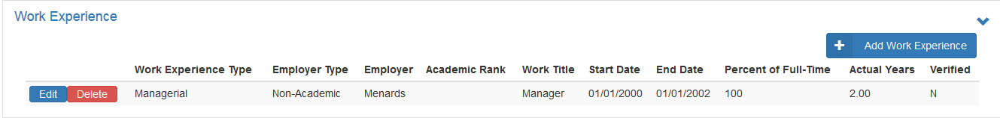 Work Experience
Add Work Experience
Work Experience Type Employer Type Employer Academic Rank Work Title Start Date End Date Percent of Full-Time Actual Years Verified
Edit Delete Managerial Non-Academic Menards Manager 01/01/2000 01/01/2002 100 2.00 N